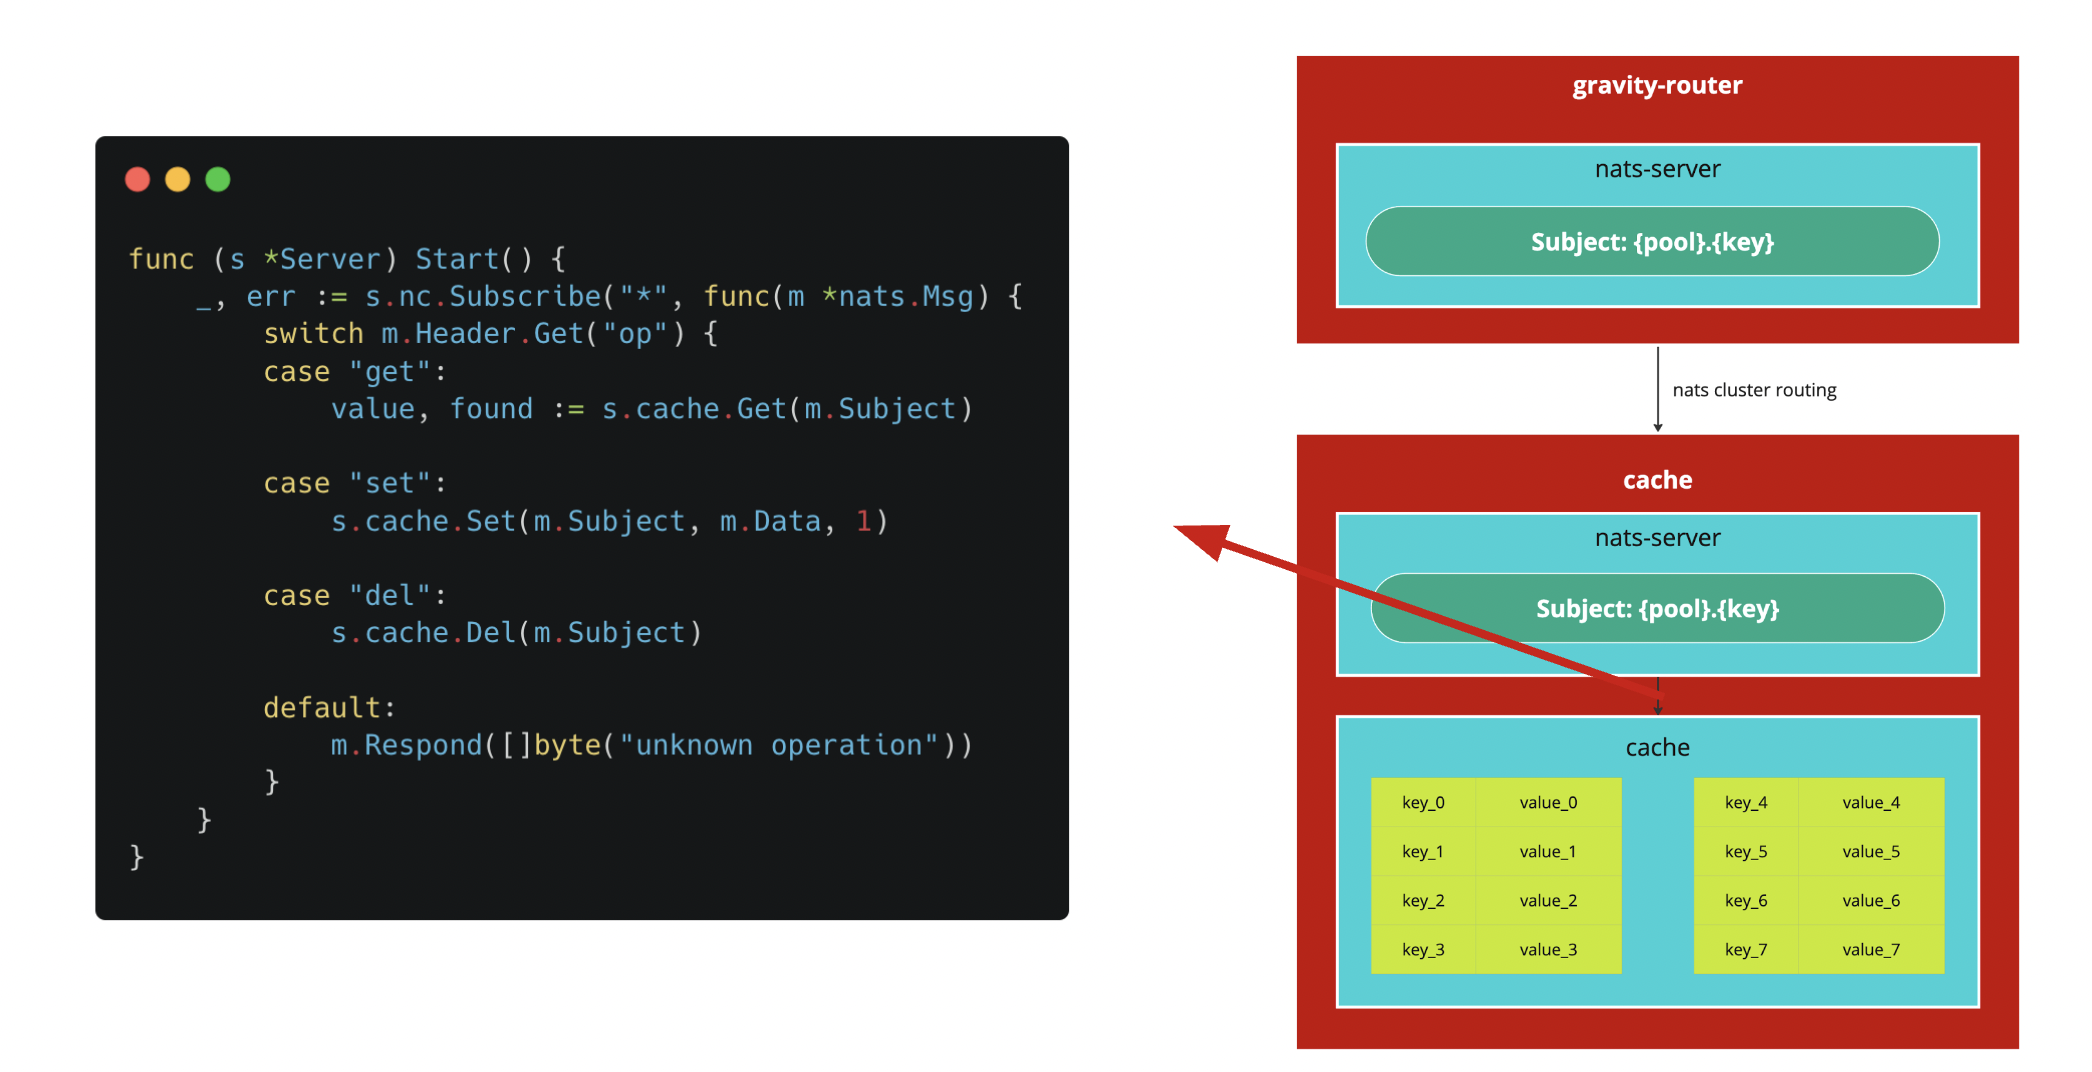 func (s *Server) Start() {
    _, err := s.nc.Subscribe("*", func(m *nats.Msg) {
        switch m.Header.Get("op") {
        case "get":
            value, found := s.cache.Get(m.Subject)
        case "set":
            s.cache.Set(m.Subject, m.Data, 1)
        case "del":
            s.cache.Del(m.Subject)
        default:
            m.Respond([]byte("unknown operation"))
        }
    }
}
gravity-router
nats-server
Subject: {pool}.{key}
nats cluster routing
cache
nats-server
Subject: {pool}.{key}
cache
key_0 value_0 key_4 value_4
key_1 value_1 key_5 value_5
key_2 value_2 key_6 value_6
key_3 value_3 key_7 value_7